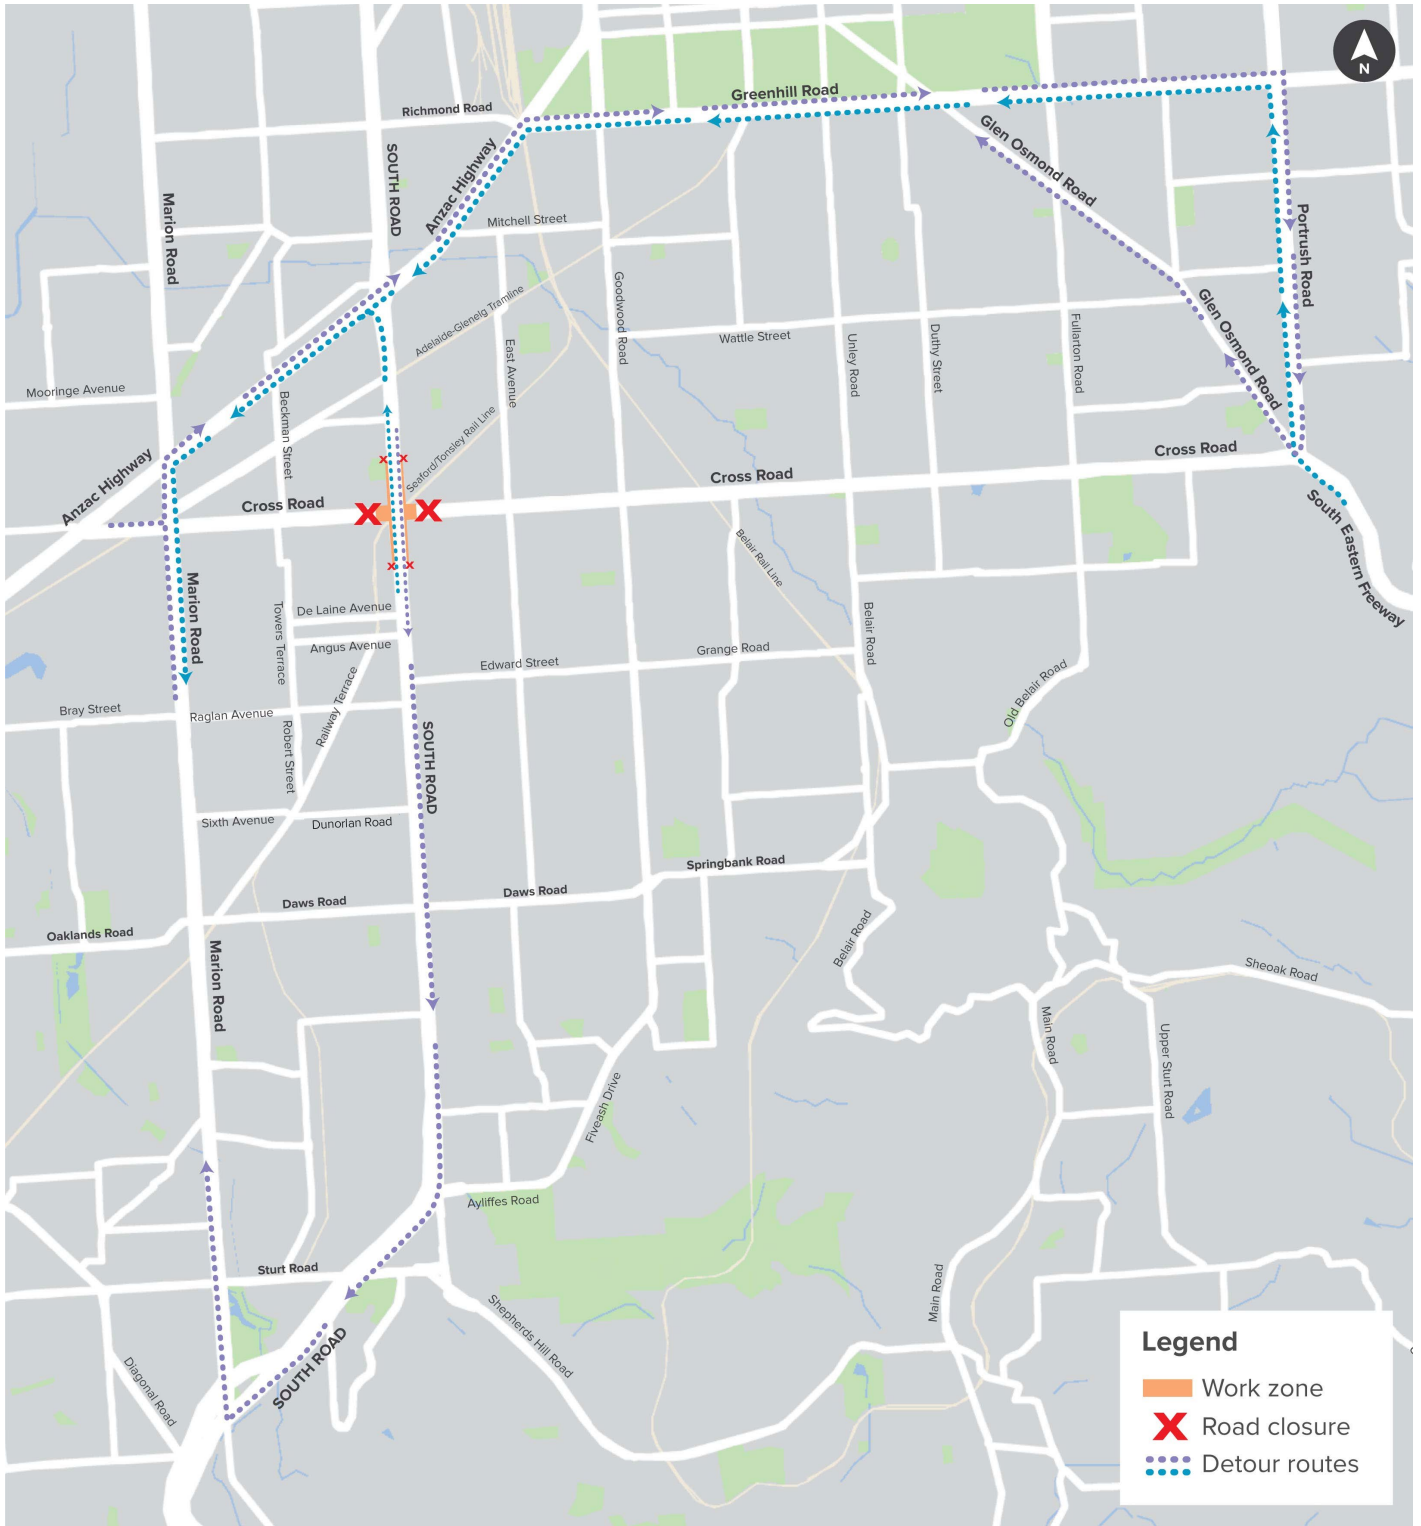 N
Greenhill Road
Richmond Road
Glen Osmond Road
SOUTH ROAD
Anzac Highway
Marion Road
Mitchell Street
Portrush Road
Goodwood Road
Adelaide-Glenelg Tramline
Glen Osmond Road
Fullarton Road
Wattle Street
Unley Road
Duthy Street
East Avenue
Mooringe Avenue
Beckman Street
Seaford/Tonsley Rail Line
Anzac Highway
Cross Road
Cross Road
Cross Road
South Eastern Freeway
Belair Rail Line
Marion Road
Towers Terrace
De Laine Avenue
Angus Avenue
Belair Road
Grange Road
Edward Street
Old Belair Road
Railway Terrace
Bray Street
Raglan Avenue
Robert Street
SOUTH ROAD
Sixth Avenue
Dunorlan Road
Springbank Road
Daws Road
Daws Road
Oaklands Road
Belair Road
Marion Road
Sheoak Road
Main Road
Upper Sturt Road
Fiveash Drive
Ayliffes Road
Sturt Road
Main Road
Shepherds Hill Road
SOUTH ROAD
Diagonal Road
Legend
Work zone
Road closure
Detour routes